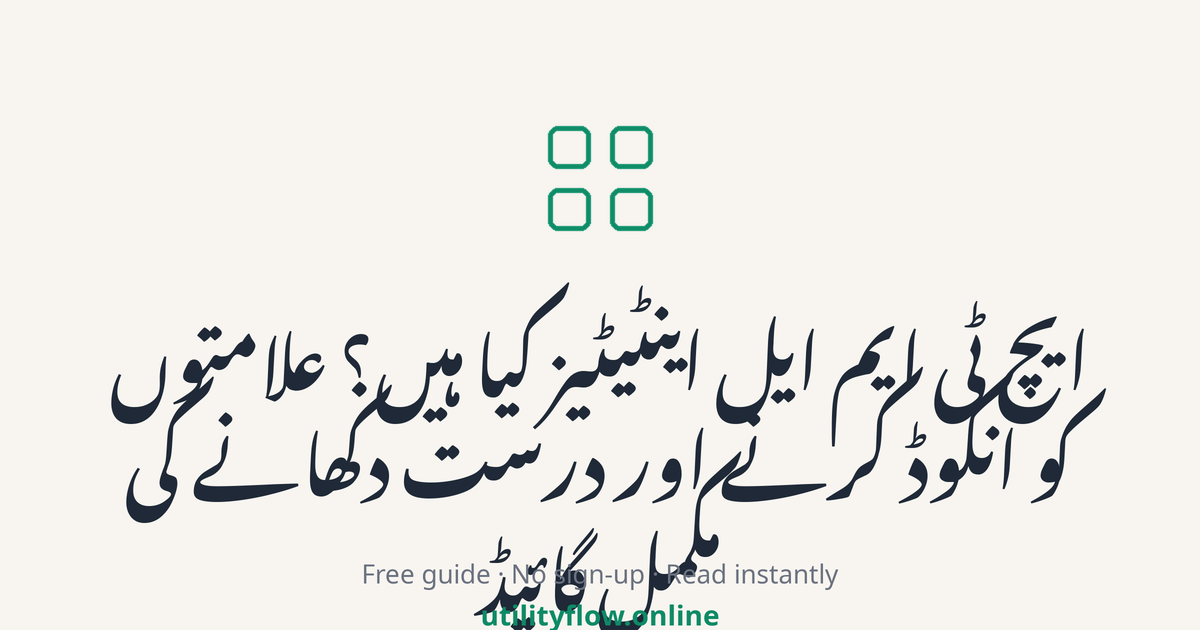 ایچ ٹی ایم ایل اینٹیٹیز کیا ہیں؟ علامتوں
کو انکوڈ کرنے اور درست دکھانے کی
مکمل گائیڈ
Free guide · No sign-up · Read instantly
utilityflow.online